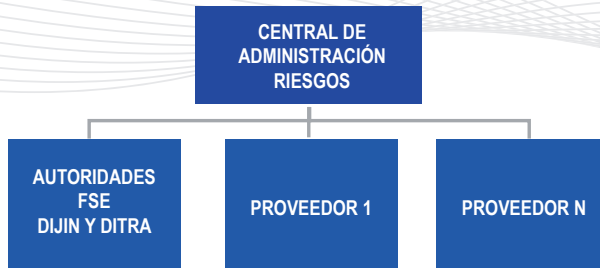 CENTRAL DE
ADMINISTRACIÓN
RIESGOS
AUTORIDADES
FSE
DIJIN Y DITRA
PROVEEDOR 1
PROVEEDOR N